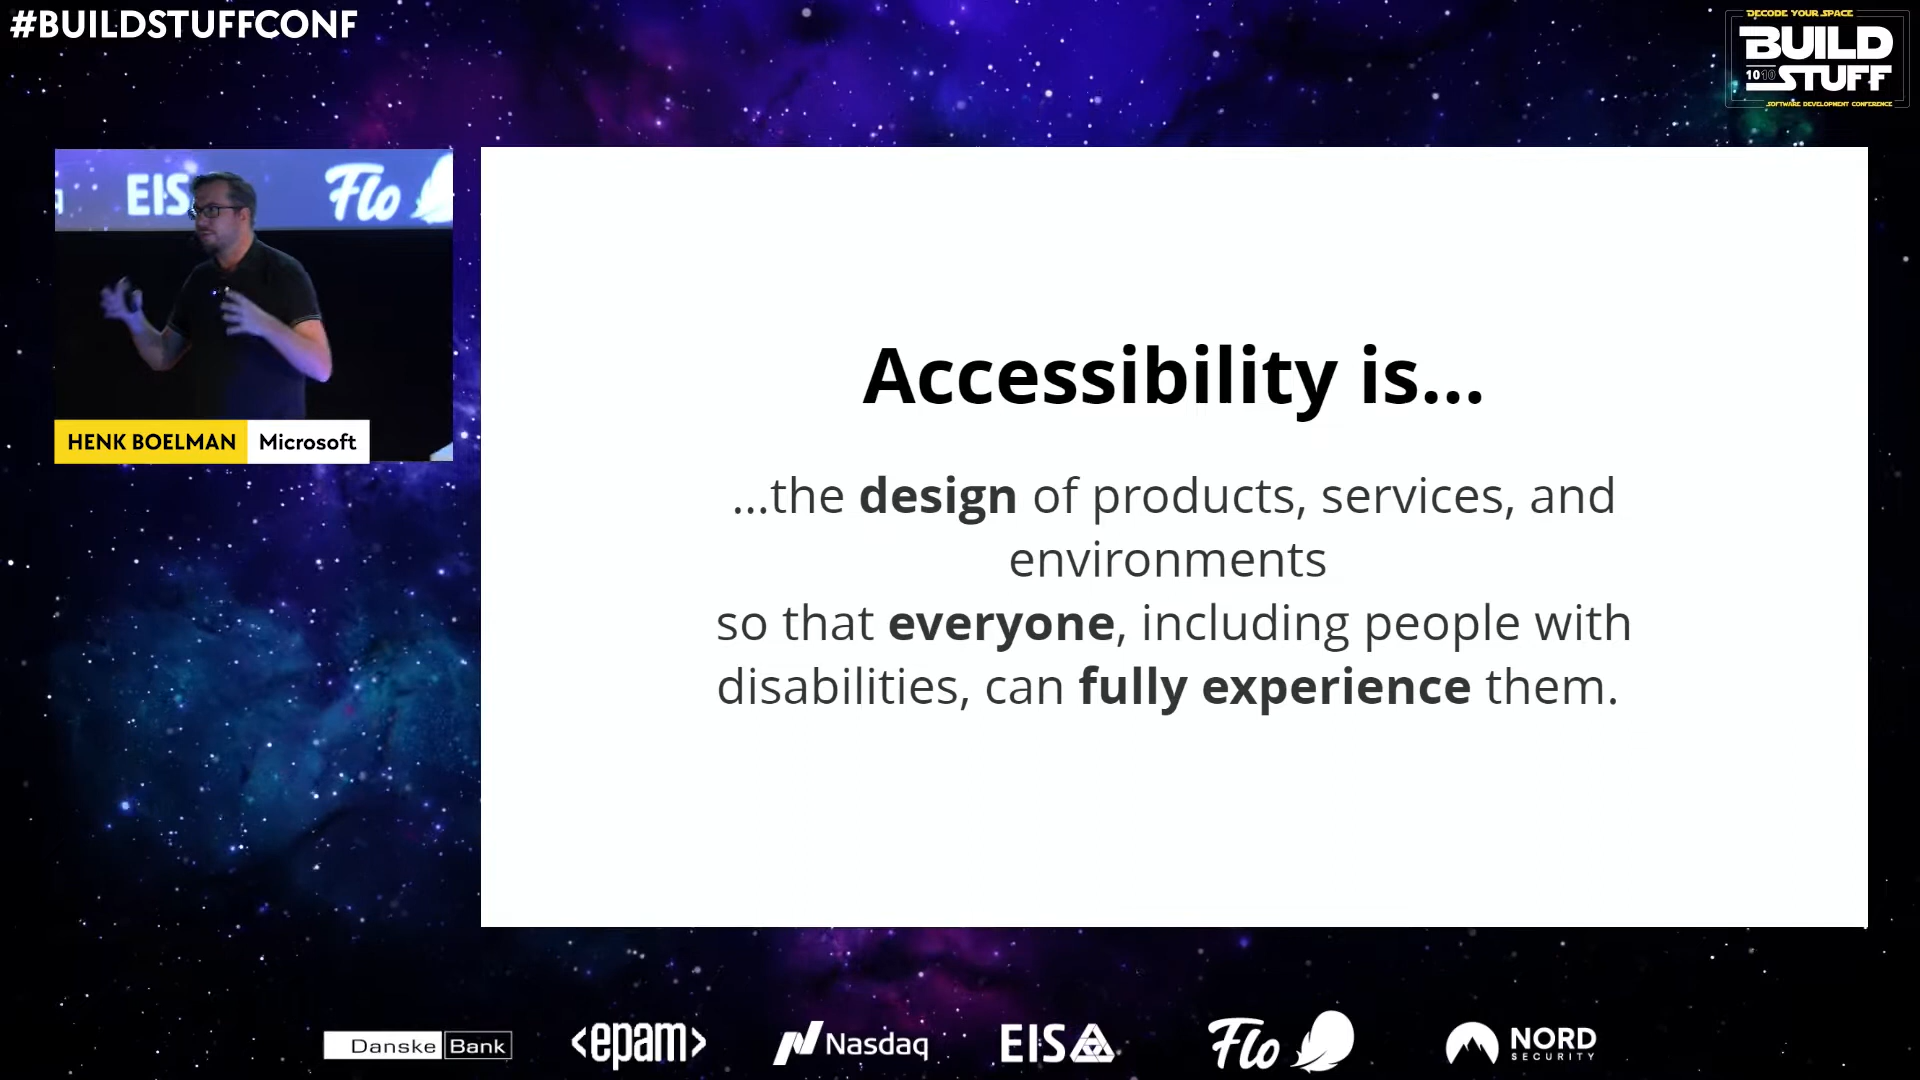 #BUILDSTUFFCONF
DECODE YOUR SPACE
BUILD
STUFF
1010
SOFTWARE DEVELOPMENT CONFERENCE
EIS
Flo
HENK BOELMAN Microsoft
Accessibility is...
...the design of products, services, and
environments
so that everyone, including people with
disabilities, can fully experience them.
Danske Bank
<epam>
Nasdaq
EIS
Flo
NORD
SECURITY